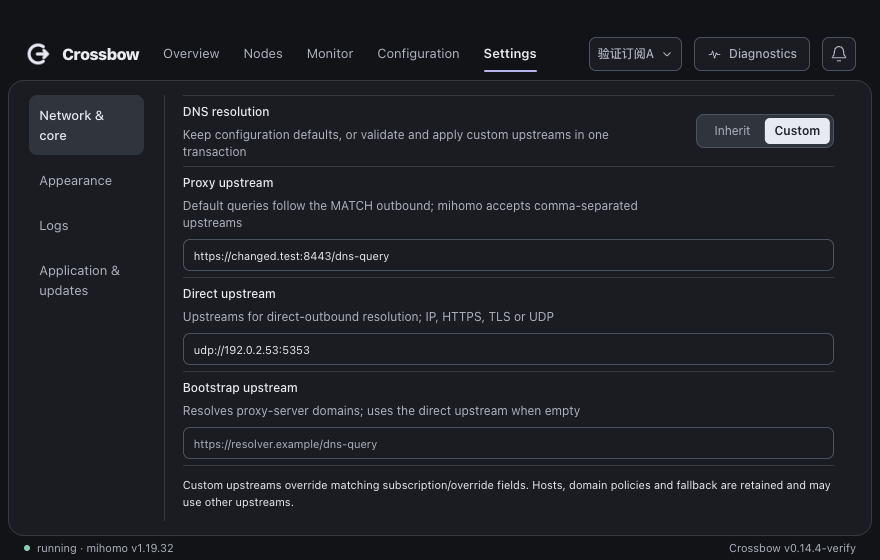 Crossbow
Overview
Nodes
Monitor
Configuration
Settings
验证订阅A
Diagnostics
Network &
core
Appearance
Logs
Application &
updates
DNS resolution
Keep configuration defaults, or validate and apply custom upstreams in one
transaction
Inherit
Custom
Proxy upstream
Default queries follow the MATCH outbound; mihomo accepts comma-separated
upstreams
https://changed.test:8443/dns-query
Direct upstream
Upstreams for direct-outbound resolution; IP, HTTPS, TLS or UDP
udp://192.0.2.53:5353
Bootstrap upstream
Resolves proxy-server domains; uses the direct upstream when empty
https://resolver.example/dns-query
Custom upstreams override matching subscription/override fields. Hosts, domain policies and fallback are retained and may
use other upstreams.
running · mihomo v1.19.32
Crossbow v0.14.4-verify